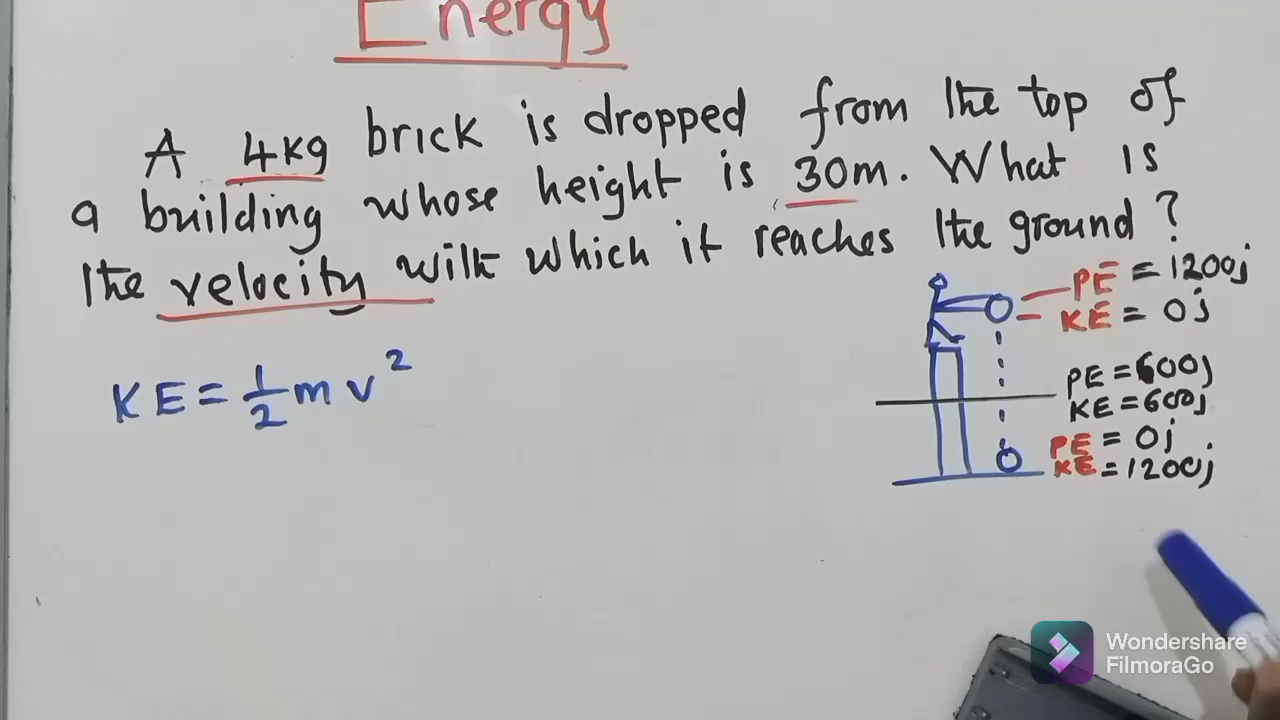 Energy
A 4kg brick is dropped from the top of
a building whose height is 30m. What is
the velocity with which it reaches the ground?
PE = 1200j
KE = 0j
PE = 600j
KE = 600j
PE = 0j
KE = 1200j
KE = 1/2 m v²
Wondershare
FilmoraGo